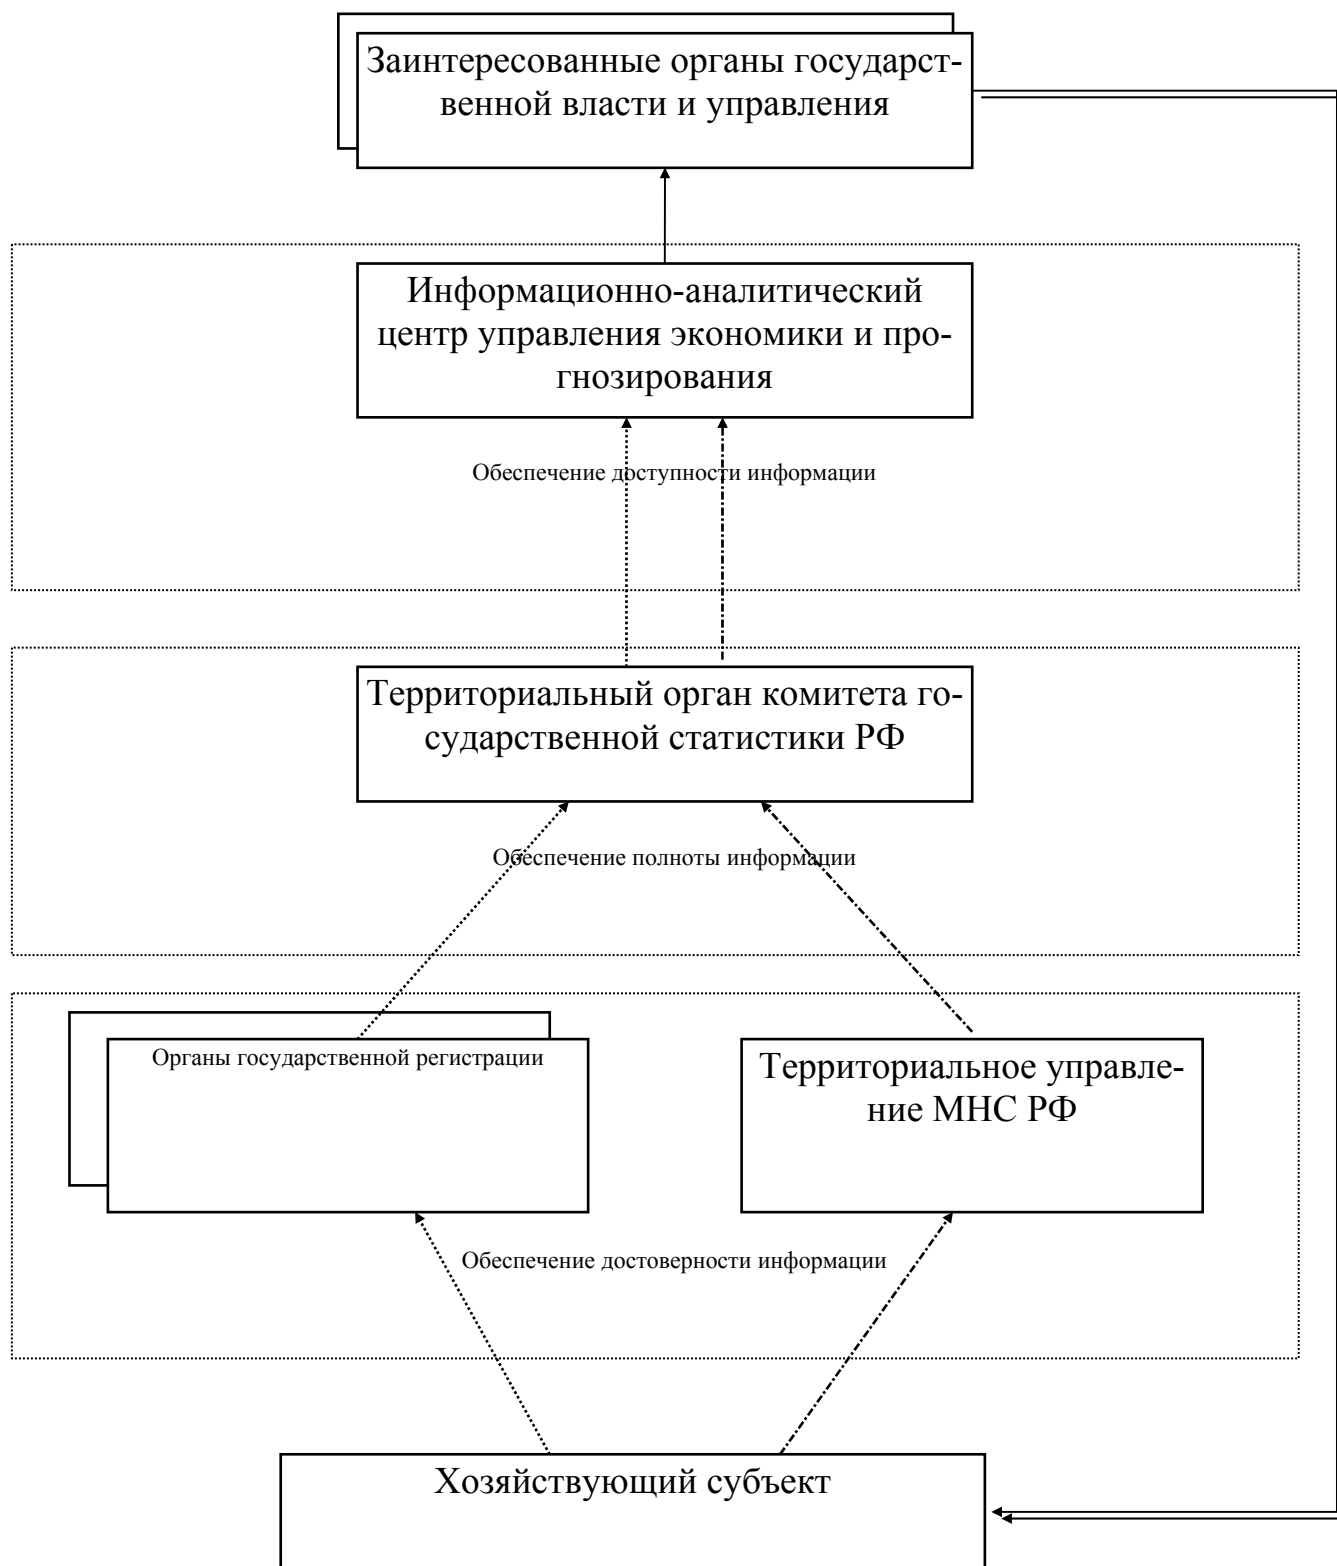 Заинтересованные органы государст-
венной власти и управления
Информационно-аналитический
центр управления экономики и про-
гнозирования
Обеспечение доступности информации
Территориальный орган комитета го-
сударственной статистики РФ
Обеспечение полноты информации
Органы государственной регистрации
Территориальное управле-
ние МНС РФ
Обеспечение достоверности информации
Хозяйствующий субъект